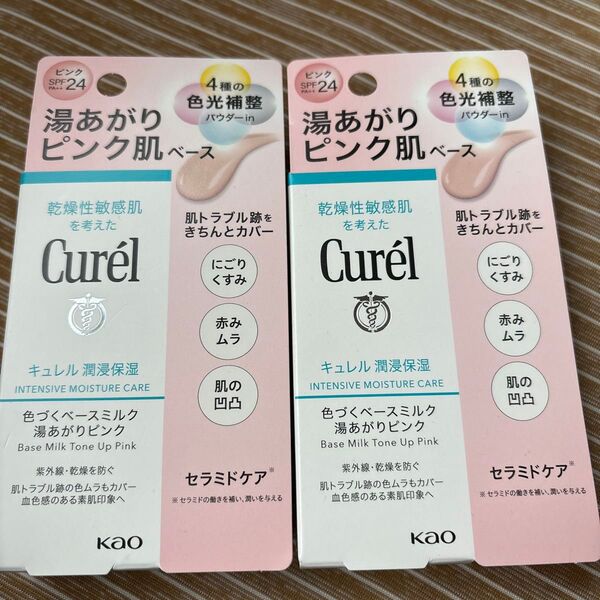 ピンク
SPF24
PA++
4種の
色光補整
パウダーin
湯あがり
ピンク肌ベース
乾燥性敏感肌
を考えた
Curél
キュレル 潤浸保湿
INTENSIVE MOISTURE CARE
色づくベースミルク
湯あがりピンク
Base Milk Tone Up Pink
紫外線・乾燥を防ぐ
肌トラブル跡の色ムラもカバー
血色感のある素肌印象へ
Kao
肌トラブル跡を
きちんとカバー
にごり
くすみ
赤み
ムラ
肌の
凹凸
セラミドケア※
※セラミドの働きを補い、潤いを与える
ピンク
SPF24
PA++
4種の
色光補整
パウダーin
湯あがり
ピンク肌ベース
乾燥性敏感肌
を考えた
Curél
キュレル 潤浸保湿
INTENSIVE MOISTURE CARE
色づくベースミルク
湯あがりピンク
Base Milk Tone Up Pink
紫外線・乾燥を防ぐ
肌トラブル跡の色ムラもカバー
血色感のある素肌印象へ
Kao
肌トラブル跡を
きちんとカバー
にごり
くすみ
赤み
ムラ
肌の
凹凸
セラミドケア※
※セラミドの働きを補い、潤いを与える